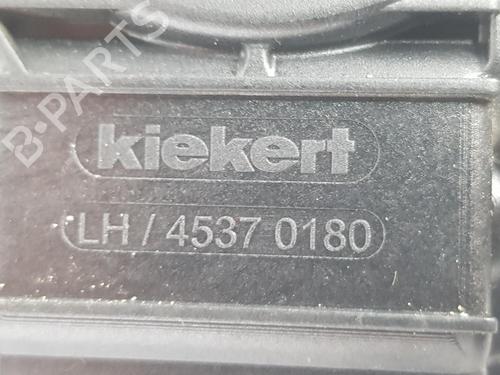 B-PARTS
kiekert
LH / 4537 0180